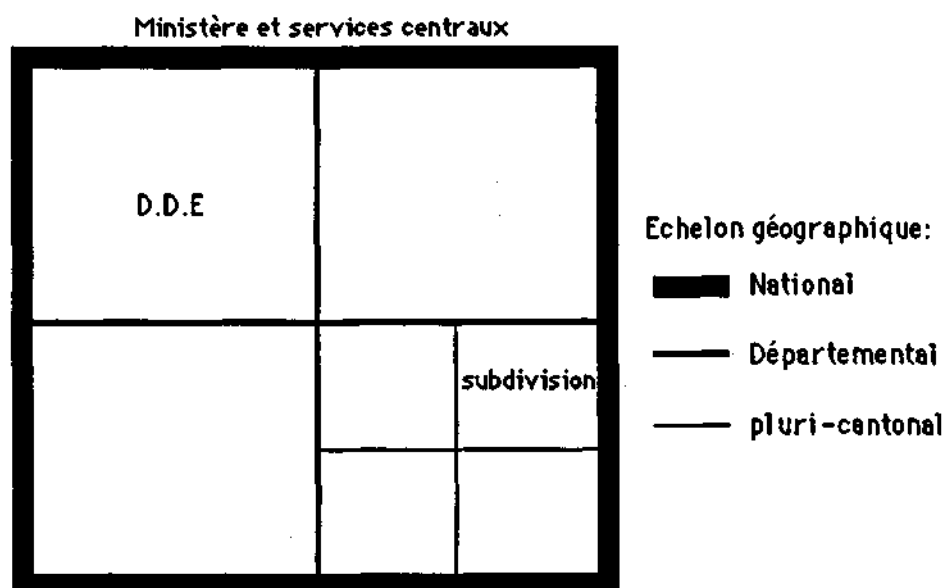 Ministère et services centraux
D.D.E
subdivision
Echelon géographique:
National
Départemental
pluri-cantonal